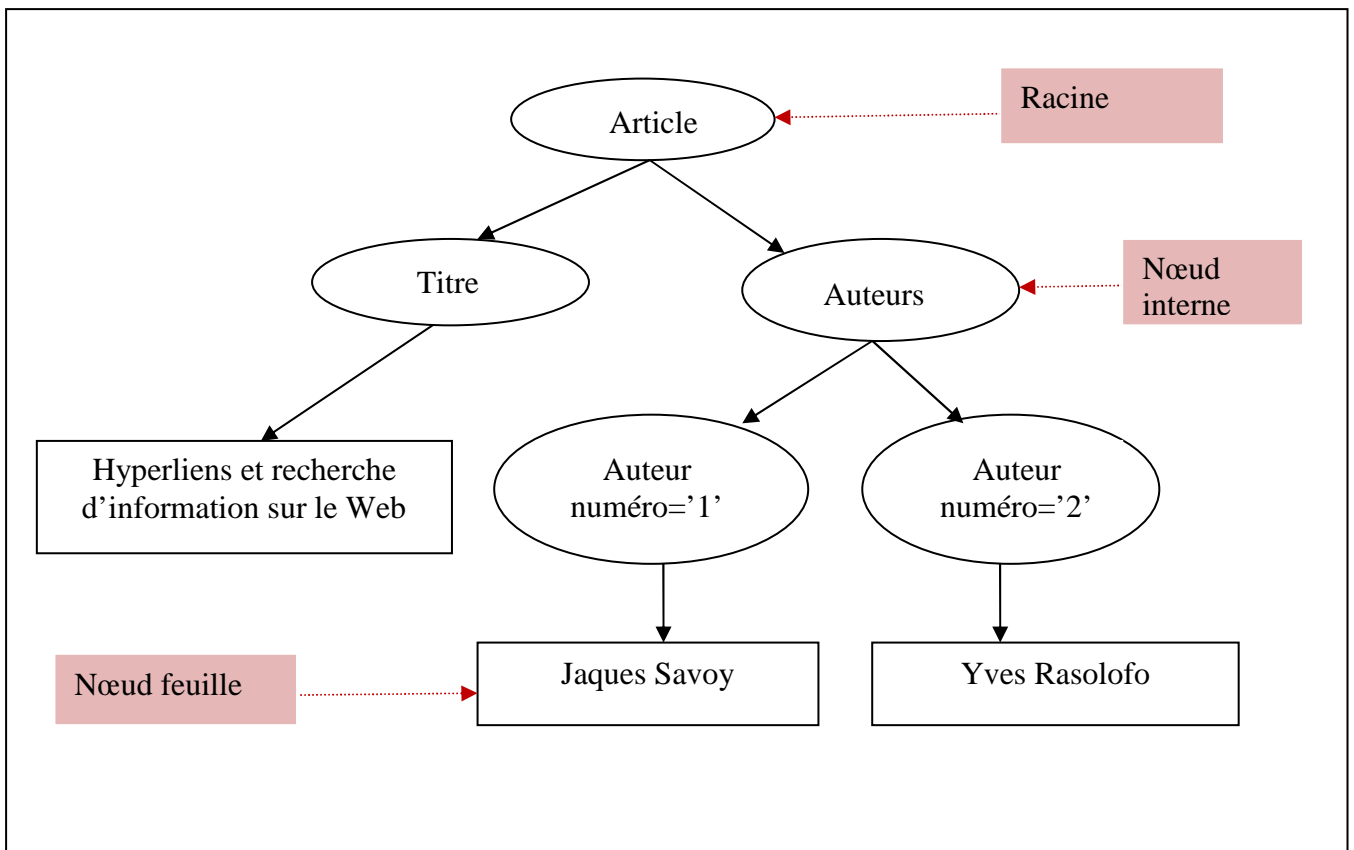 Article
Racine
Titre
Auteurs
Nœud
interne
Hyperliens et recherche
d’information sur le Web
Auteur
numéro=’1’
Auteur
numéro=’2’
Nœud feuille
Jaques Savoy
Yves Rasolofo